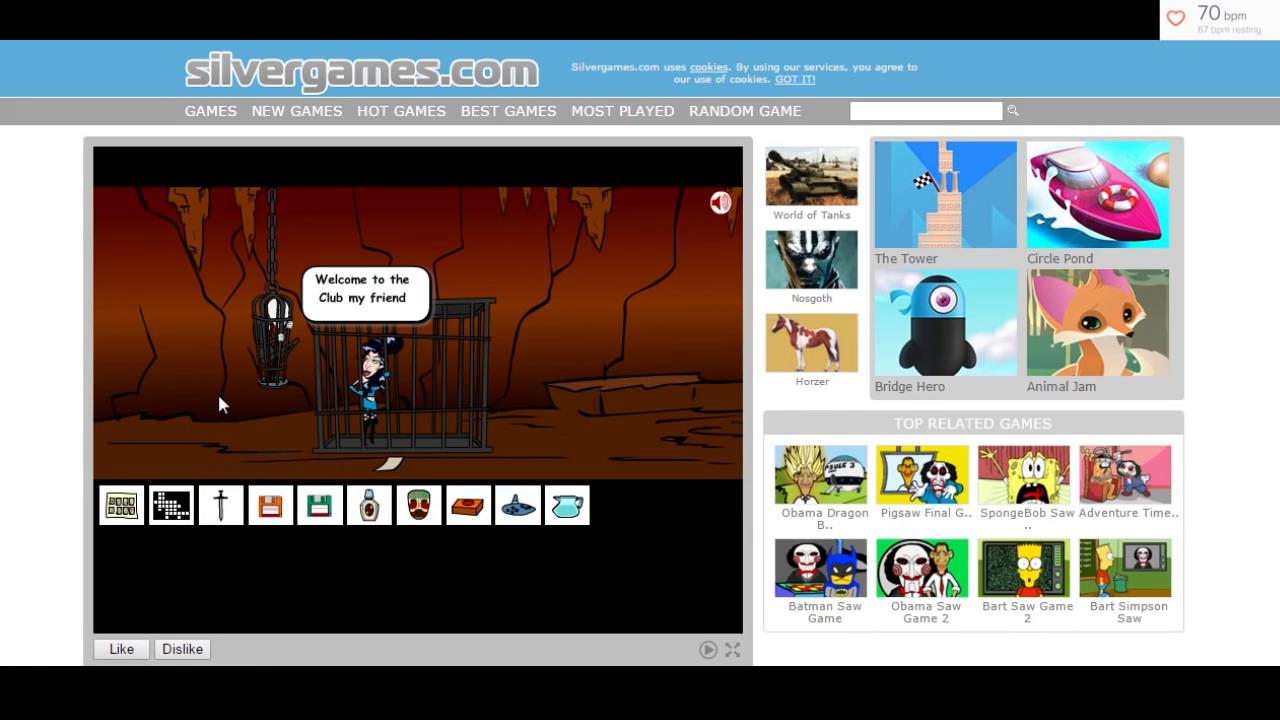 70 bpm
67 bpm resting
silvergames.com
Silvergames.com uses cookies. By using our services, you agree to
our use of cookies. GOT IT!
GAMES NEW GAMES HOT GAMES BEST GAMES MOST PLAYED RANDOM GAME
Welcome to the
Club my friend
World of Tanks
Nosgoth
Horzer
The Tower
Circle Pond
Bridge Hero
Animal Jam
TOP RELATED GAMES
Obama Dragon
B..
Pigsaw Final G..
SpongeBob Saw
..
Adventure Time..
Batman Saw
Game
Obama Saw
Game 2
Bart Saw Game
2
Bart Simpson
Saw
Like Dislike